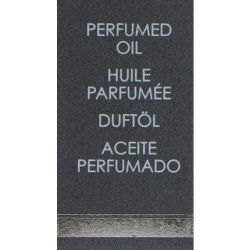 PERFUMED
OIL
HUILE
PARFUMÉE
DUFTÖL
ACEITE
PERFUMADO